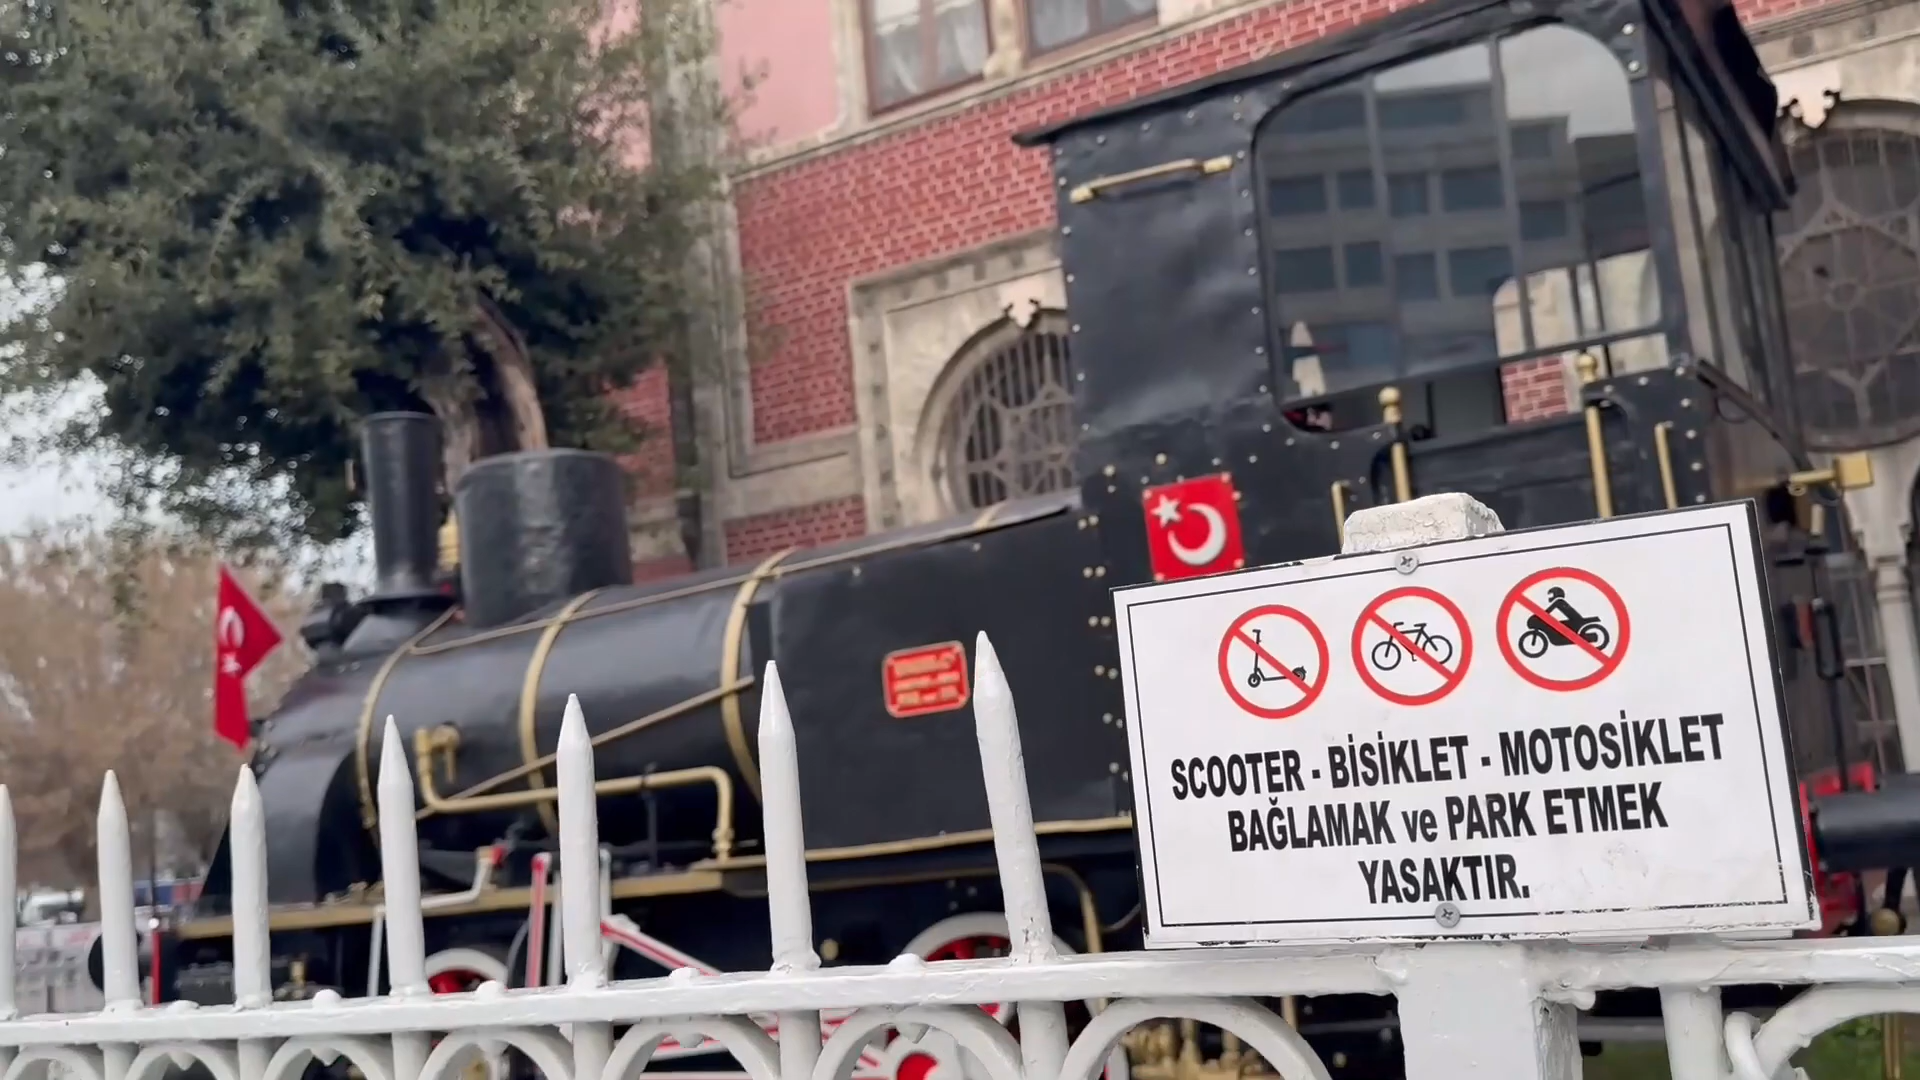 SCOOTER - BİSİKLET - MOTOSİKLET
BAĞLAMAK ve PARK ETMEK
YASAKTIR.